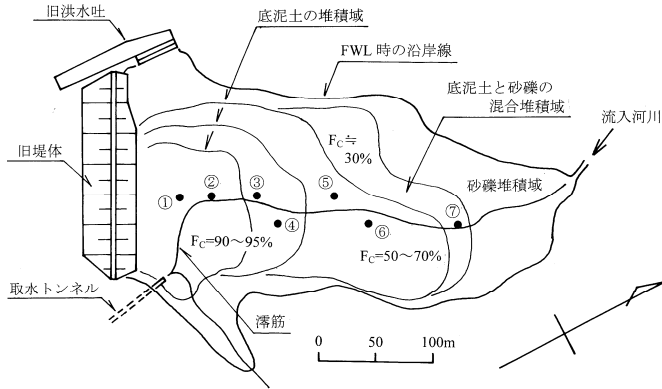 旧洪水吐
底泥土の堆積域
FWL 時の沿岸線
底泥土と砂礫の
混合堆積域
流入河川
旧堤体
F_C≒
30%
砂礫堆積域
①
②
③
⑤
④
⑥
⑦
F_C=90～95%
F_C=50～70%
取水トンネル
澪筋
0 50 100m